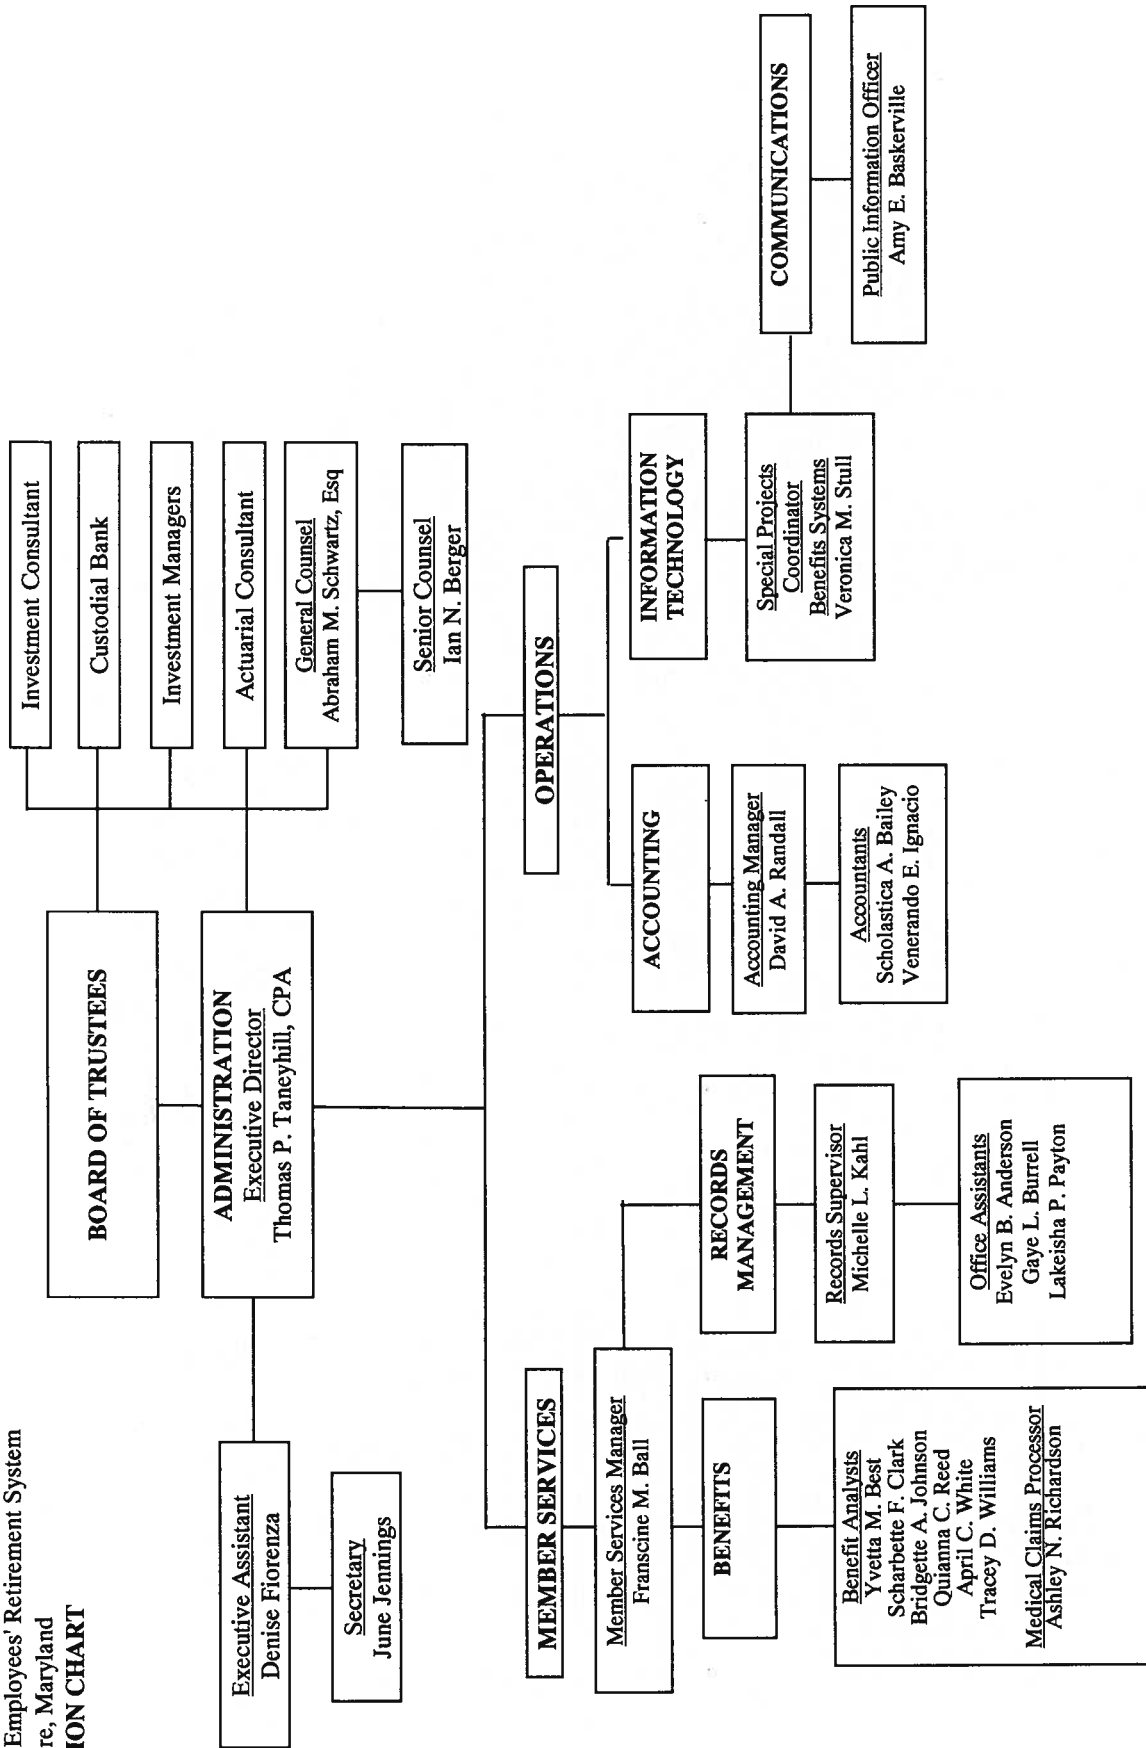 Employees' Retirement System
re, Maryland
ION CHART
BOARD OF TRUSTEES
ADMINISTRATION
Executive Director
Thomas P. Taneyhill, CPA
Executive Assistant
Denise Fiorenza
Secretary
June Jennings
Investment Consultant
Custodial Bank
Investment Managers
Actuarial Consultant
General Counsel
Abraham M. Schwartz, Esq
Senior Counsel
Ian N. Berger
MEMBER SERVICES
Member Services Manager
Franscine M. Ball
BENEFITS
Benefit Analysts
Yvetta M. Best
Scharbette F. Clark
Bridgette A. Johnson
Quianna C. Reed
April C. White
Tracey D. Williams
Medical Claims Processor
Ashley N. Richardson
RECORDS
MANAGEMENT
Records Supervisor
Michelle L. Kahl
Office Assistants
Evelyn B. Anderson
Gaye L. Burrell
Lakeisha P. Payton
OPERATIONS
ACCOUNTING
Accounting Manager
David A. Randall
Accountants
Scholastica A. Bailey
Venerando E. Ignacio
INFORMATION
TECHNOLOGY
Special Projects
Coordinator
Benefits Systems
Veronica M. Stull
COMMUNICATIONS
Public Information Officer
Amy E. Baskerville